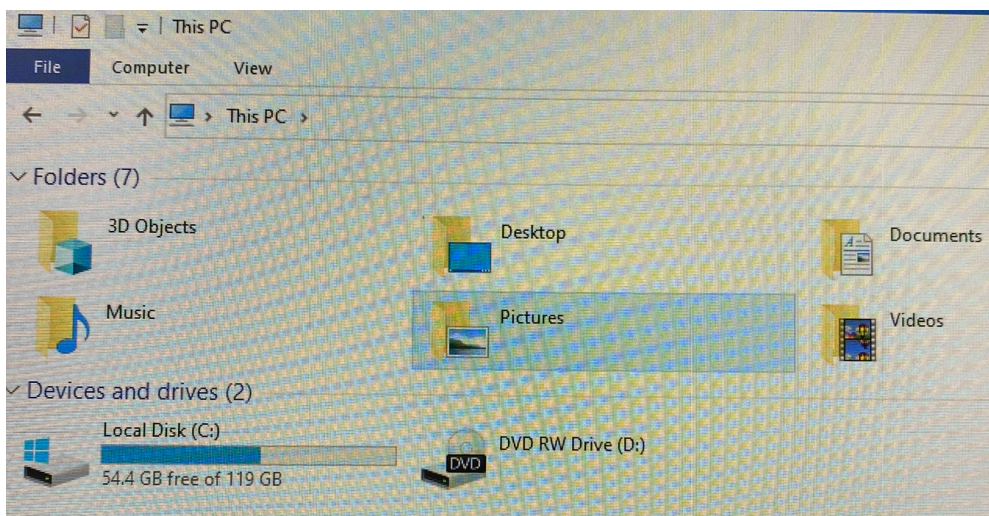 This PC
File Computer View
This PC
Folders (7)
3D Objects Desktop Documents
Music Pictures Videos
Devices and drives (2)
Local Disk (C:)
DVD RW Drive (D:)
DVD
54.4 GB free of 119 GB